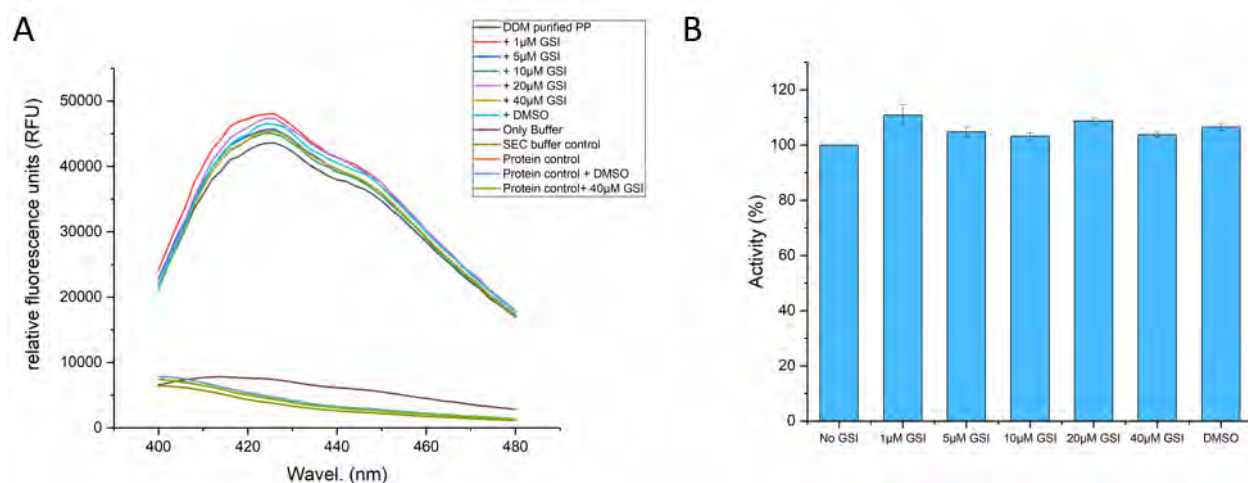 A
DDM purified PP
+ 1µM GSI
+ 5µM GSI
+ 10µM GSI
+ 20µM GSI
+ 40µM GSI
+ DMSO
Only Buffer
SEC buffer control
Protein control
Protein control + DMSO
Protein control+ 40µM GSI
relative fluorescence units (RFU)
50000
40000
30000
20000
10000
0
400
420
440
460
480
Wavel. (nm)
B
Activity (%)
120
100
80
60
40
20
0
No GSI
1µM GSI
5µM GSI
10µM GSI
20µM GSI
40µM GSI
DMSO